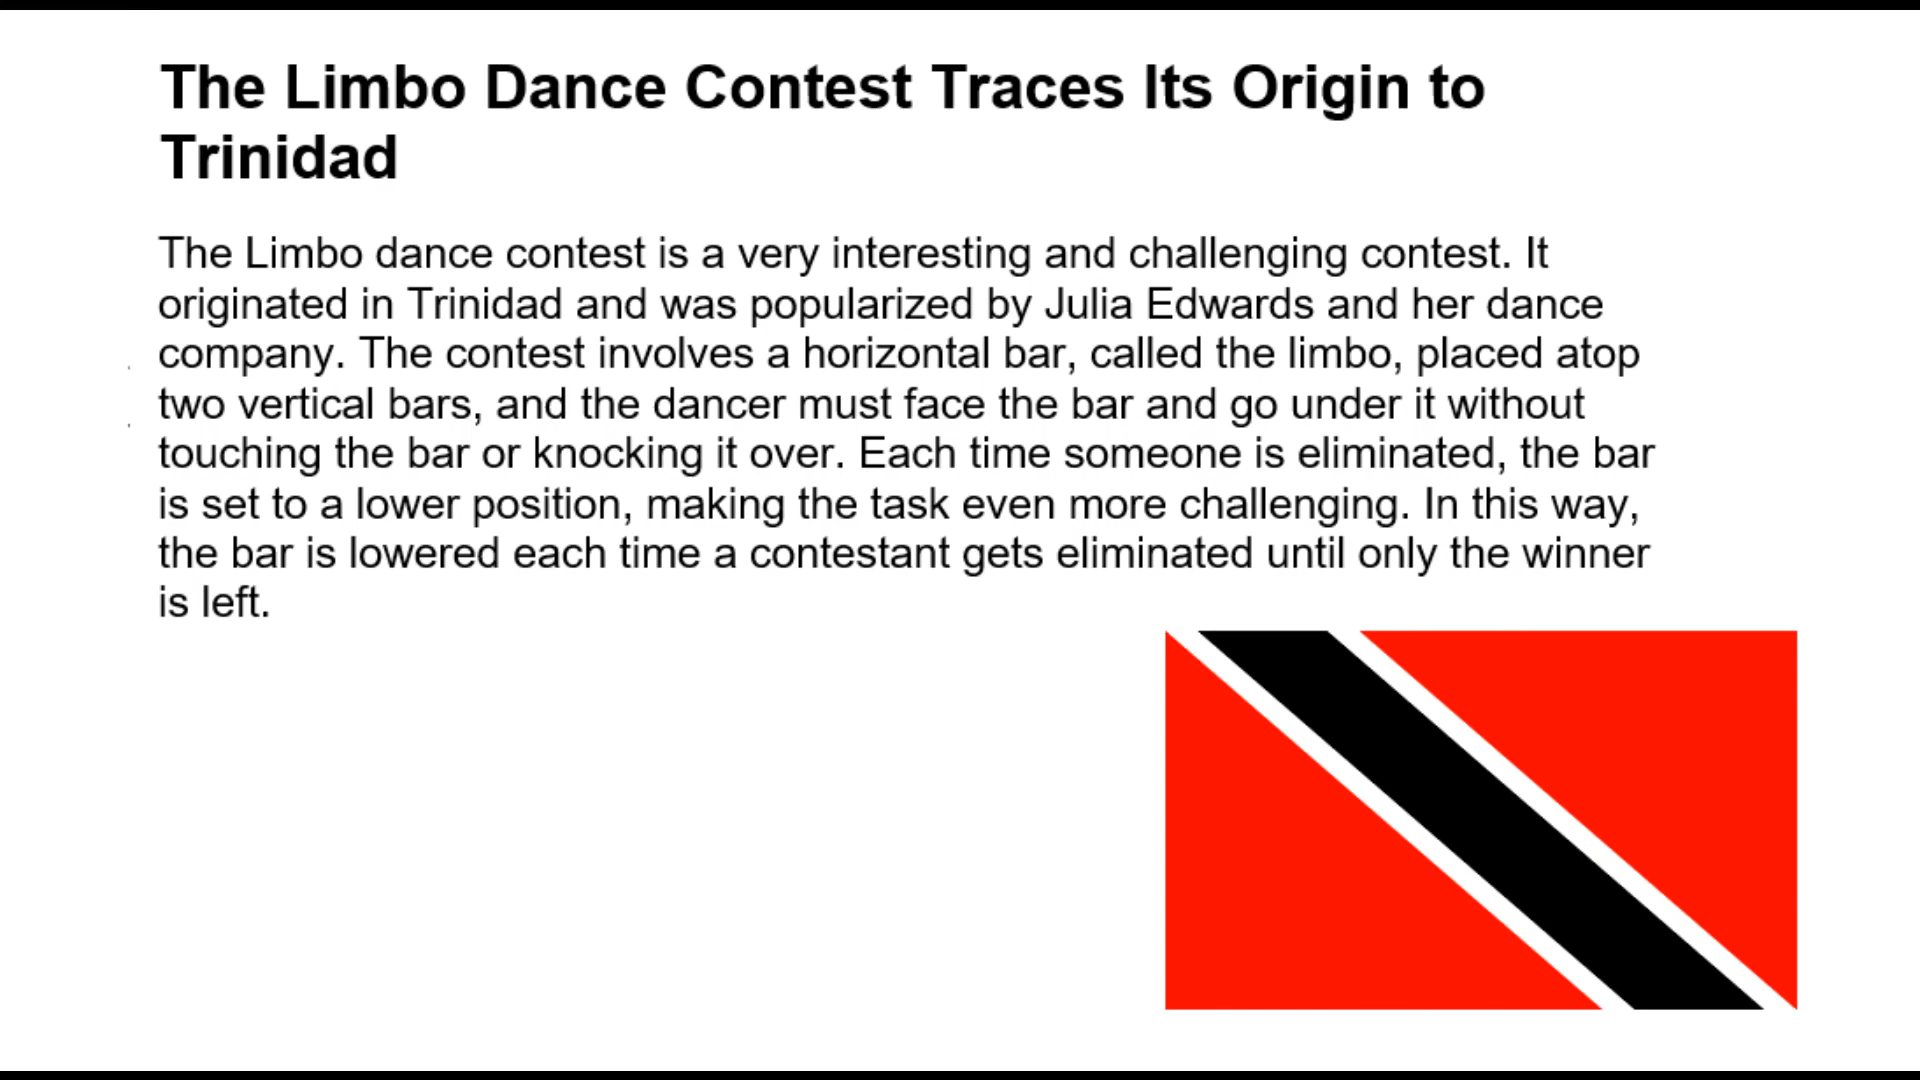 The Limbo Dance Contest Traces Its Origin to
Trinidad
The Limbo dance contest is a very interesting and challenging contest. It
originated in Trinidad and was popularized by Julia Edwards and her dance
company. The contest involves a horizontal bar, called the limbo, placed atop
two vertical bars, and the dancer must face the bar and go under it without
touching the bar or knocking it over. Each time someone is eliminated, the bar
is set to a lower position, making the task even more challenging. In this way,
the bar is lowered each time a contestant gets eliminated until only the winner
is left.